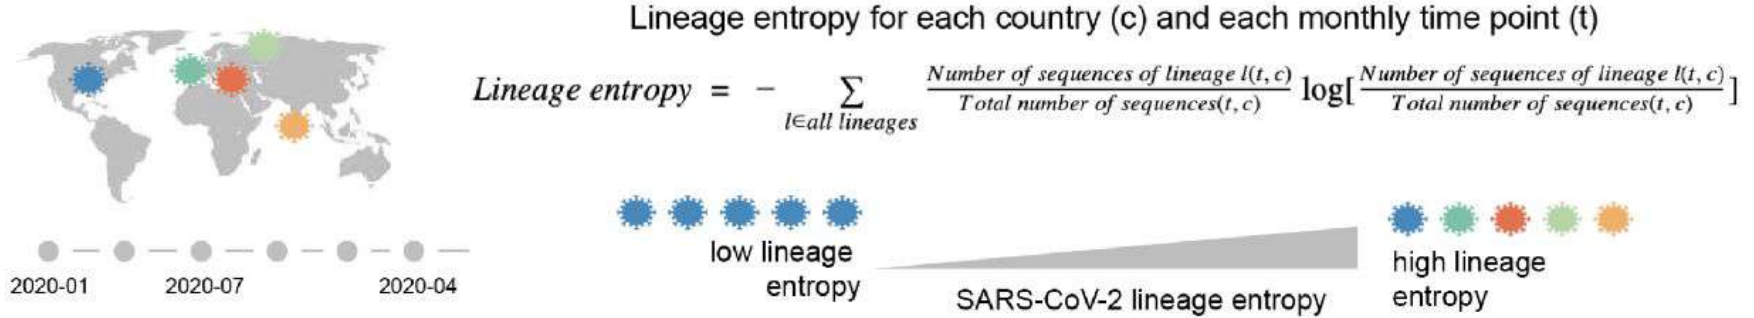 Lineage entropy for each country (c) and each monthly time point (t)
Lineage entropy = − ∑ l∈all lineages Number of sequences of lineage l(t, c) / Total number of sequences(t, c) log[ Number of sequences of lineage l(t, c) / Total number of sequences(t, c) ]
low lineage
entropy
SARS-CoV-2 lineage entropy
high lineage
entropy
2020-01 2020-07 2020-04